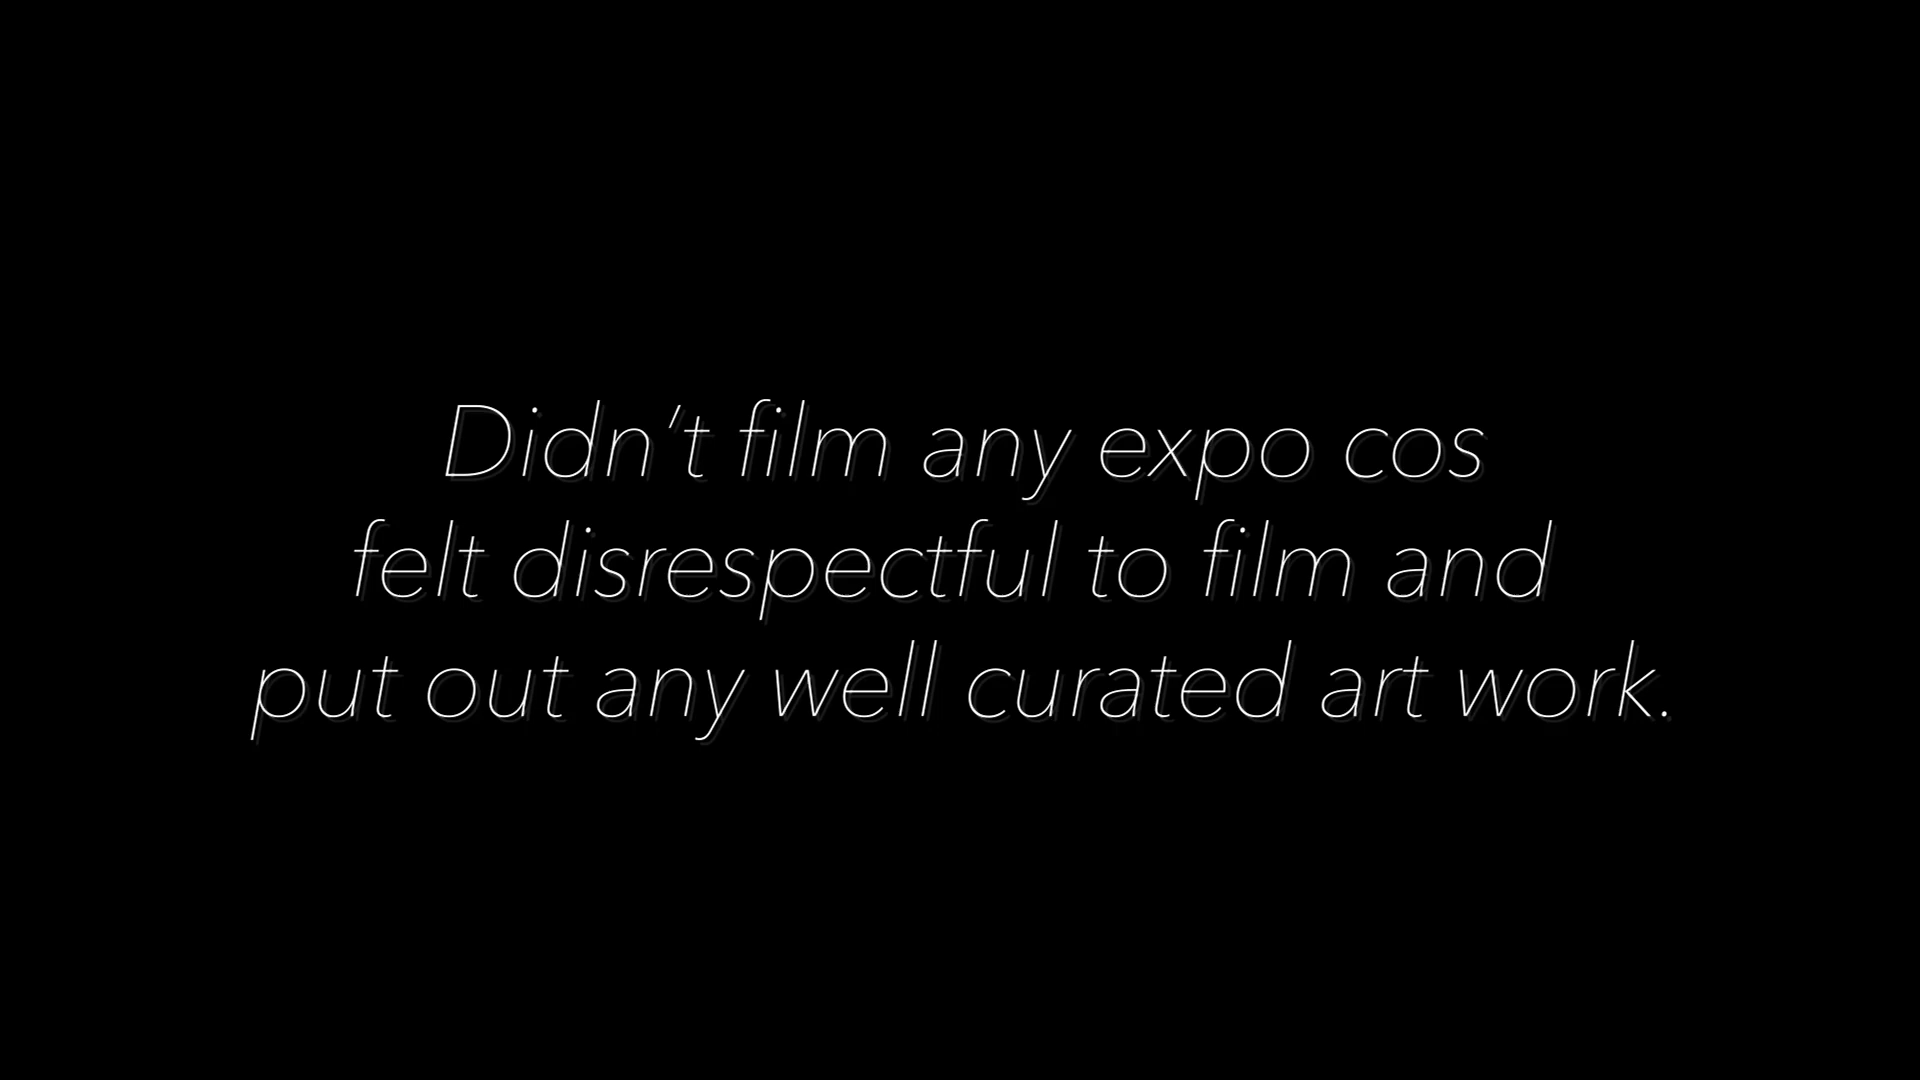 Didn’t film any expo cos
felt disrespectful to film and
put out any well curated art work.